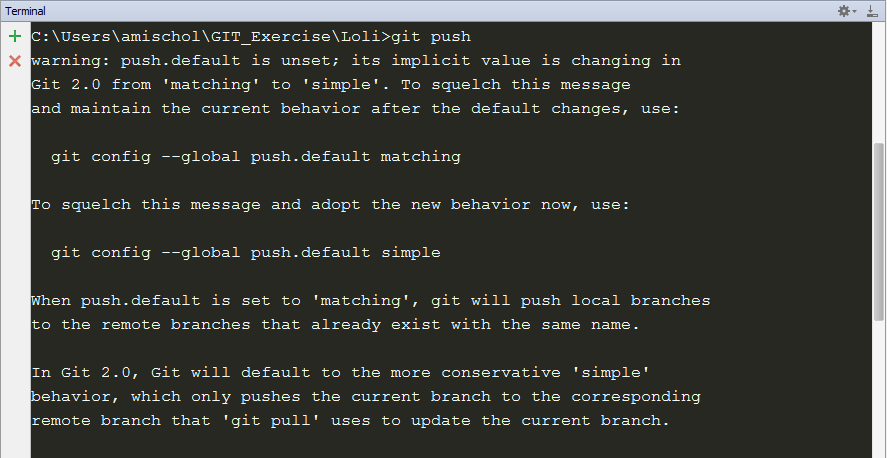 Terminal
C:\Users\amischol\GIT_Exercise\Loli>git push
warning: push.default is unset; its implicit value is changing in
Git 2.0 from 'matching' to 'simple'. To squelch this message
and maintain the current behavior after the default changes, use:
git config --global push.default matching
To squelch this message and adopt the new behavior now, use:
git config --global push.default simple
When push.default is set to 'matching', git will push local branches
to the remote branches that already exist with the same name.
In Git 2.0, Git will default to the more conservative 'simple'
behavior, which only pushes the current branch to the corresponding
remote branch that 'git pull' uses to update the current branch.